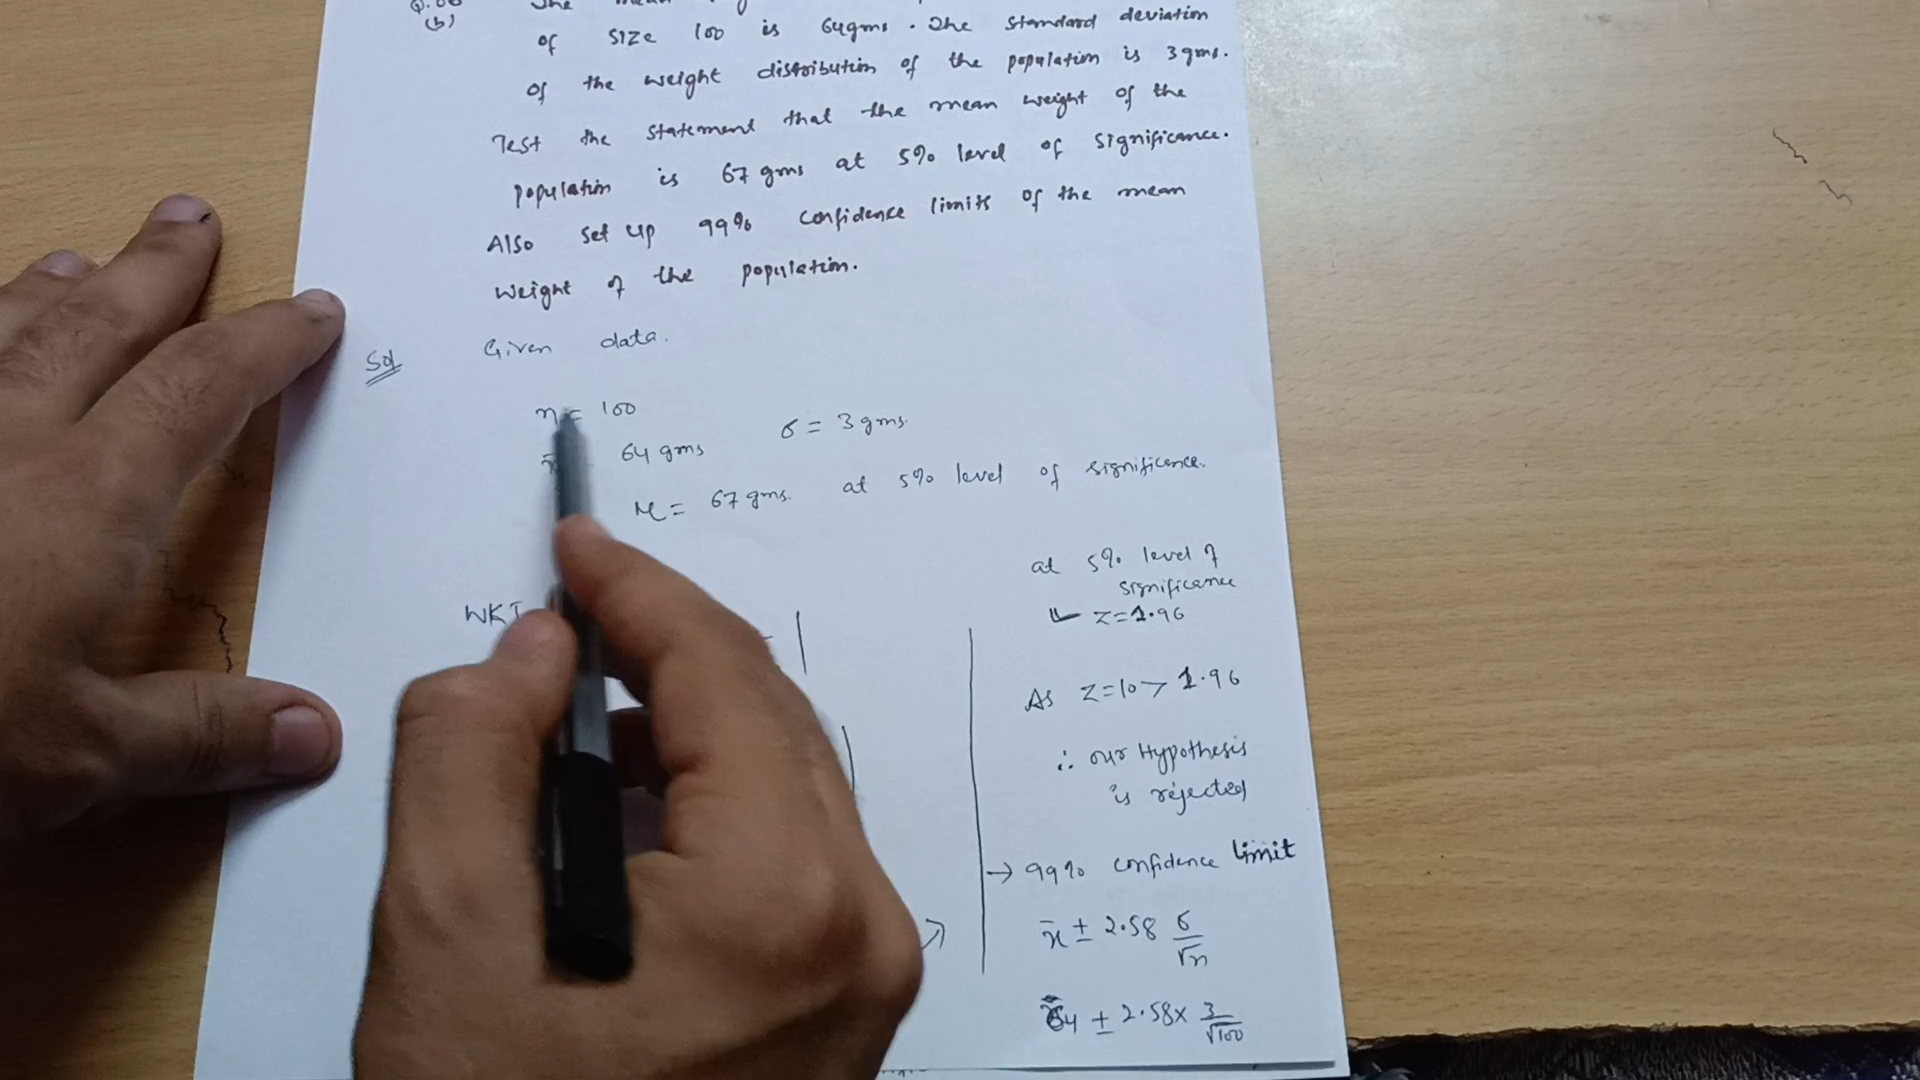 (b)
of size 100 is 64gms. The standard deviation
of the weight distribution of the population is 3 gms.
Test the statement that the mean weight of the
population is 67 gms at 5% level of significance.
Also set up 99% confidence limits of the mean
weight of the population.
Sol Given data.
n = 100
64 gms σ = 3 gms.
μ = 67 gms. at 5% level of significance.
at 5% level of
significance
z = 1.96
WKT
As z = 10 > 1.96
∴ our Hypothesis
is rejected
→ 99% confidence limit
x̄ ± 2.58 σ/√n
64 ± 2.58 × 3/√100